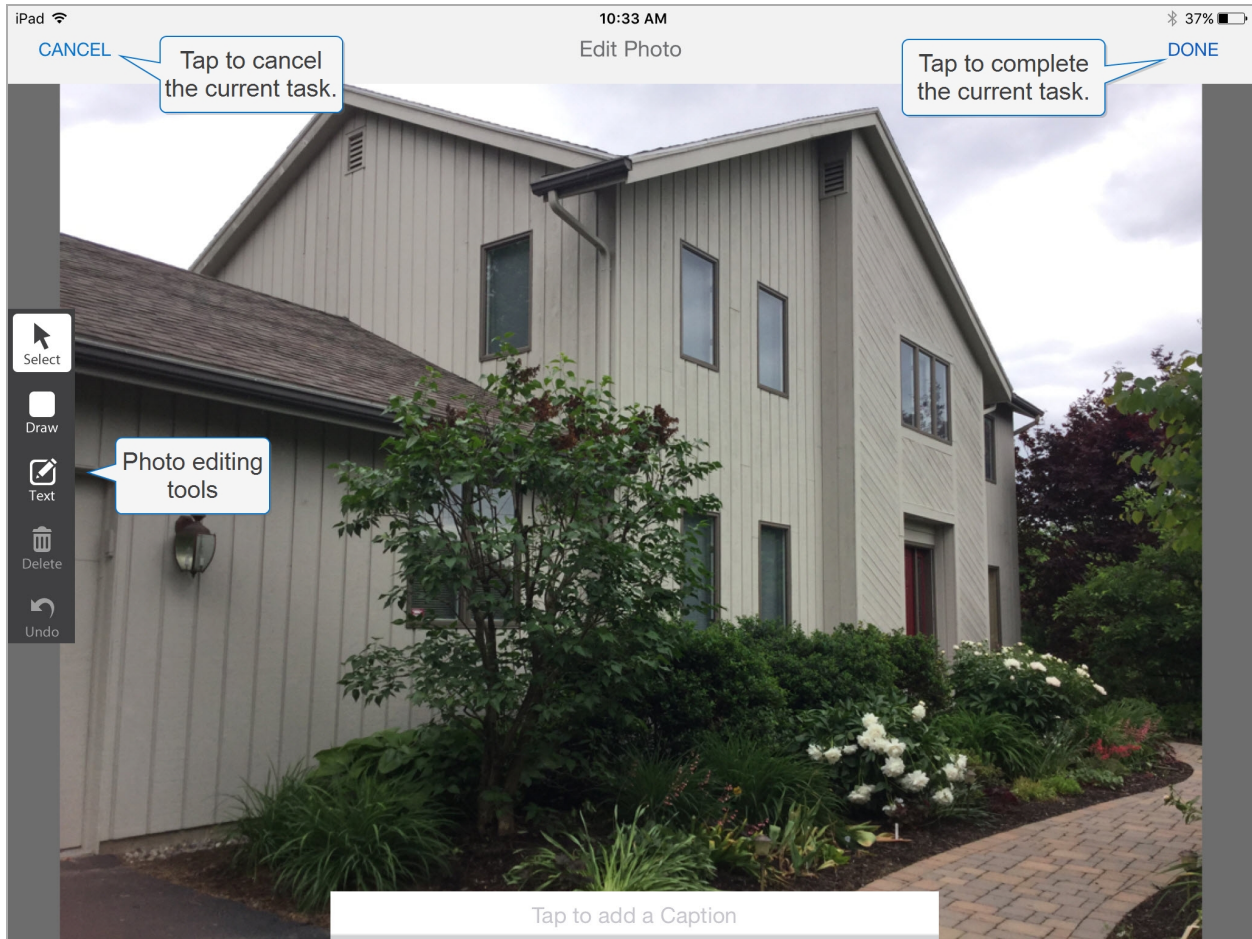 iPad 10:33 AM 37%
CANCEL Edit Photo DONE
Tap to cancel
the current task.
Tap to complete
the current task.
Select
Draw
Text
Photo editing
tools
Delete
Undo
Tap to add a Caption